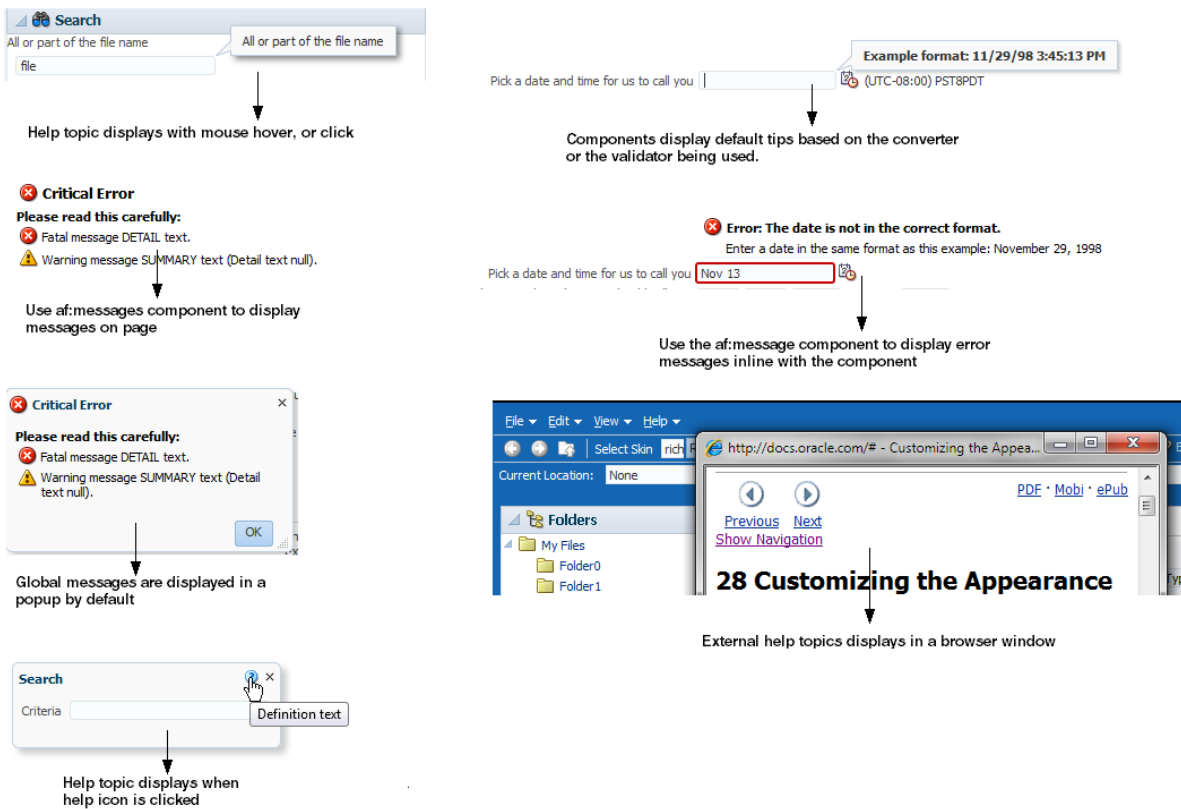 Search
All or part of the file name
All or part of the file name
file
Help topic displays with mouse hover, or click
Example format: 11/29/98 3:45:13 PM
Pick a date and time for us to call you
(UTC-08:00) PST8PDT
Components display default tips based on the converter
or the validator being used.
Critical Error
Please read this carefully:
Fatal message DETAIL text.
Warning message SUMMARY text (Detail text null).
Use af:messages component to display
messages on page
Error: The date is not in the correct format.
Enter a date in the same format as this example: November 29, 1998
Pick a date and time for us to call you
Nov 13
Use the af:message component to display error
messages inline with the component
Critical Error
Please read this carefully:
Fatal message DETAIL text.
Warning message SUMMARY text (Detail
text null).
OK
Global messages are displayed in a
popup by default
File Edit View Help
Select Skin rich
Current Location: None
Folders
My Files
Folder0
Folder1
http://docs.oracle.com/# - Customizing the Appea...
PDF · Mobi · ePub
Previous Next
Show Navigation
28 Customizing the Appearance
External help topics displays in a browser window
Search
Criteria
Definition text
Help topic displays when
help icon is clicked